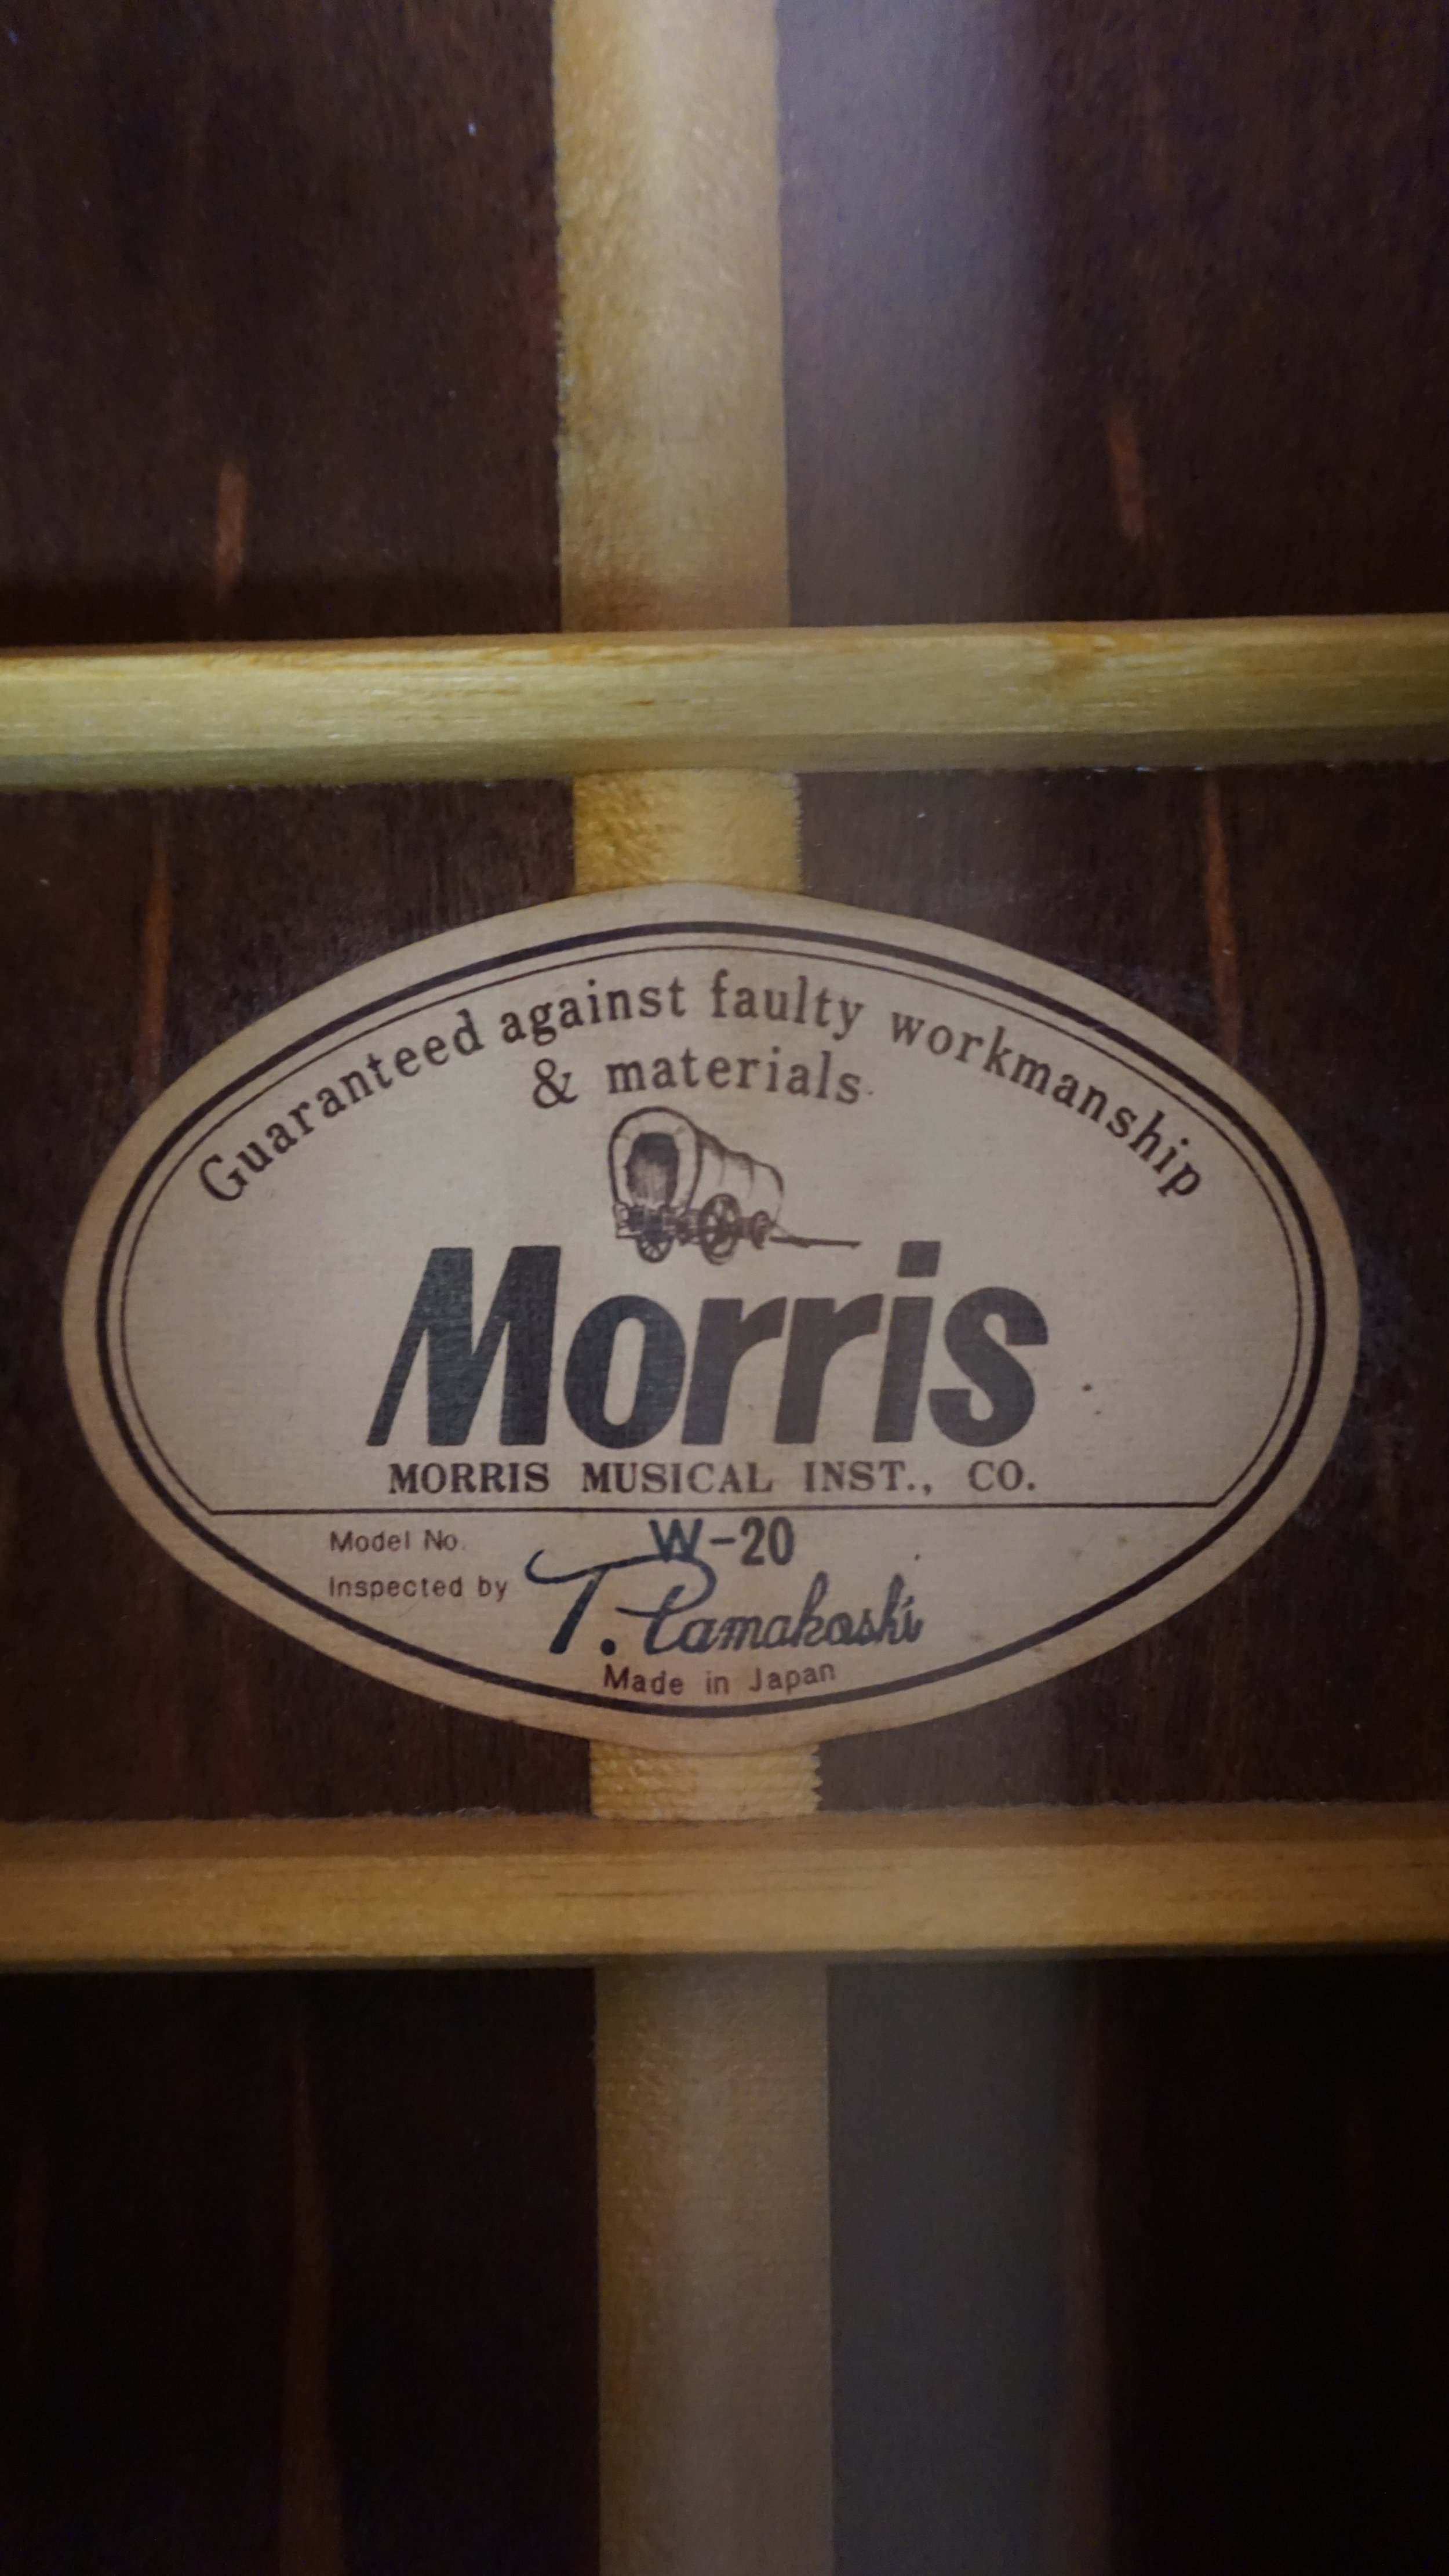 Guaranteed against faulty workmanship
& materials
Morris
MORRIS MUSICAL INST., CO.
Model No. W-20
Inspected by T.
Made in Japan